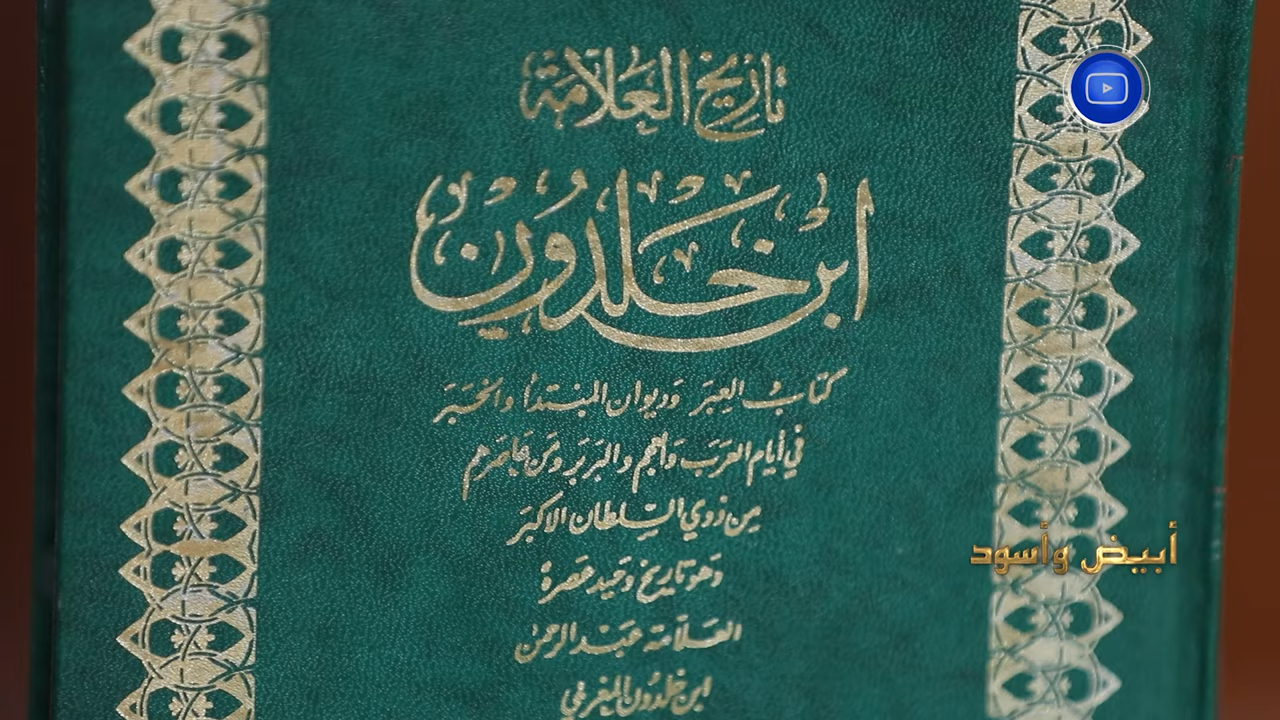 تاريخ العلامة
ابن خلدون
كتاب العبر وديوان المبتدأ والخبر
في أيام العرب والعجم والبربر ومن عاصرهم
من ذوي السلطان الأكبر
وهو تاريخ وحيد عصره
العلامة عبد الرحمن
ابن خلدون المغربي
أبيض وأسود